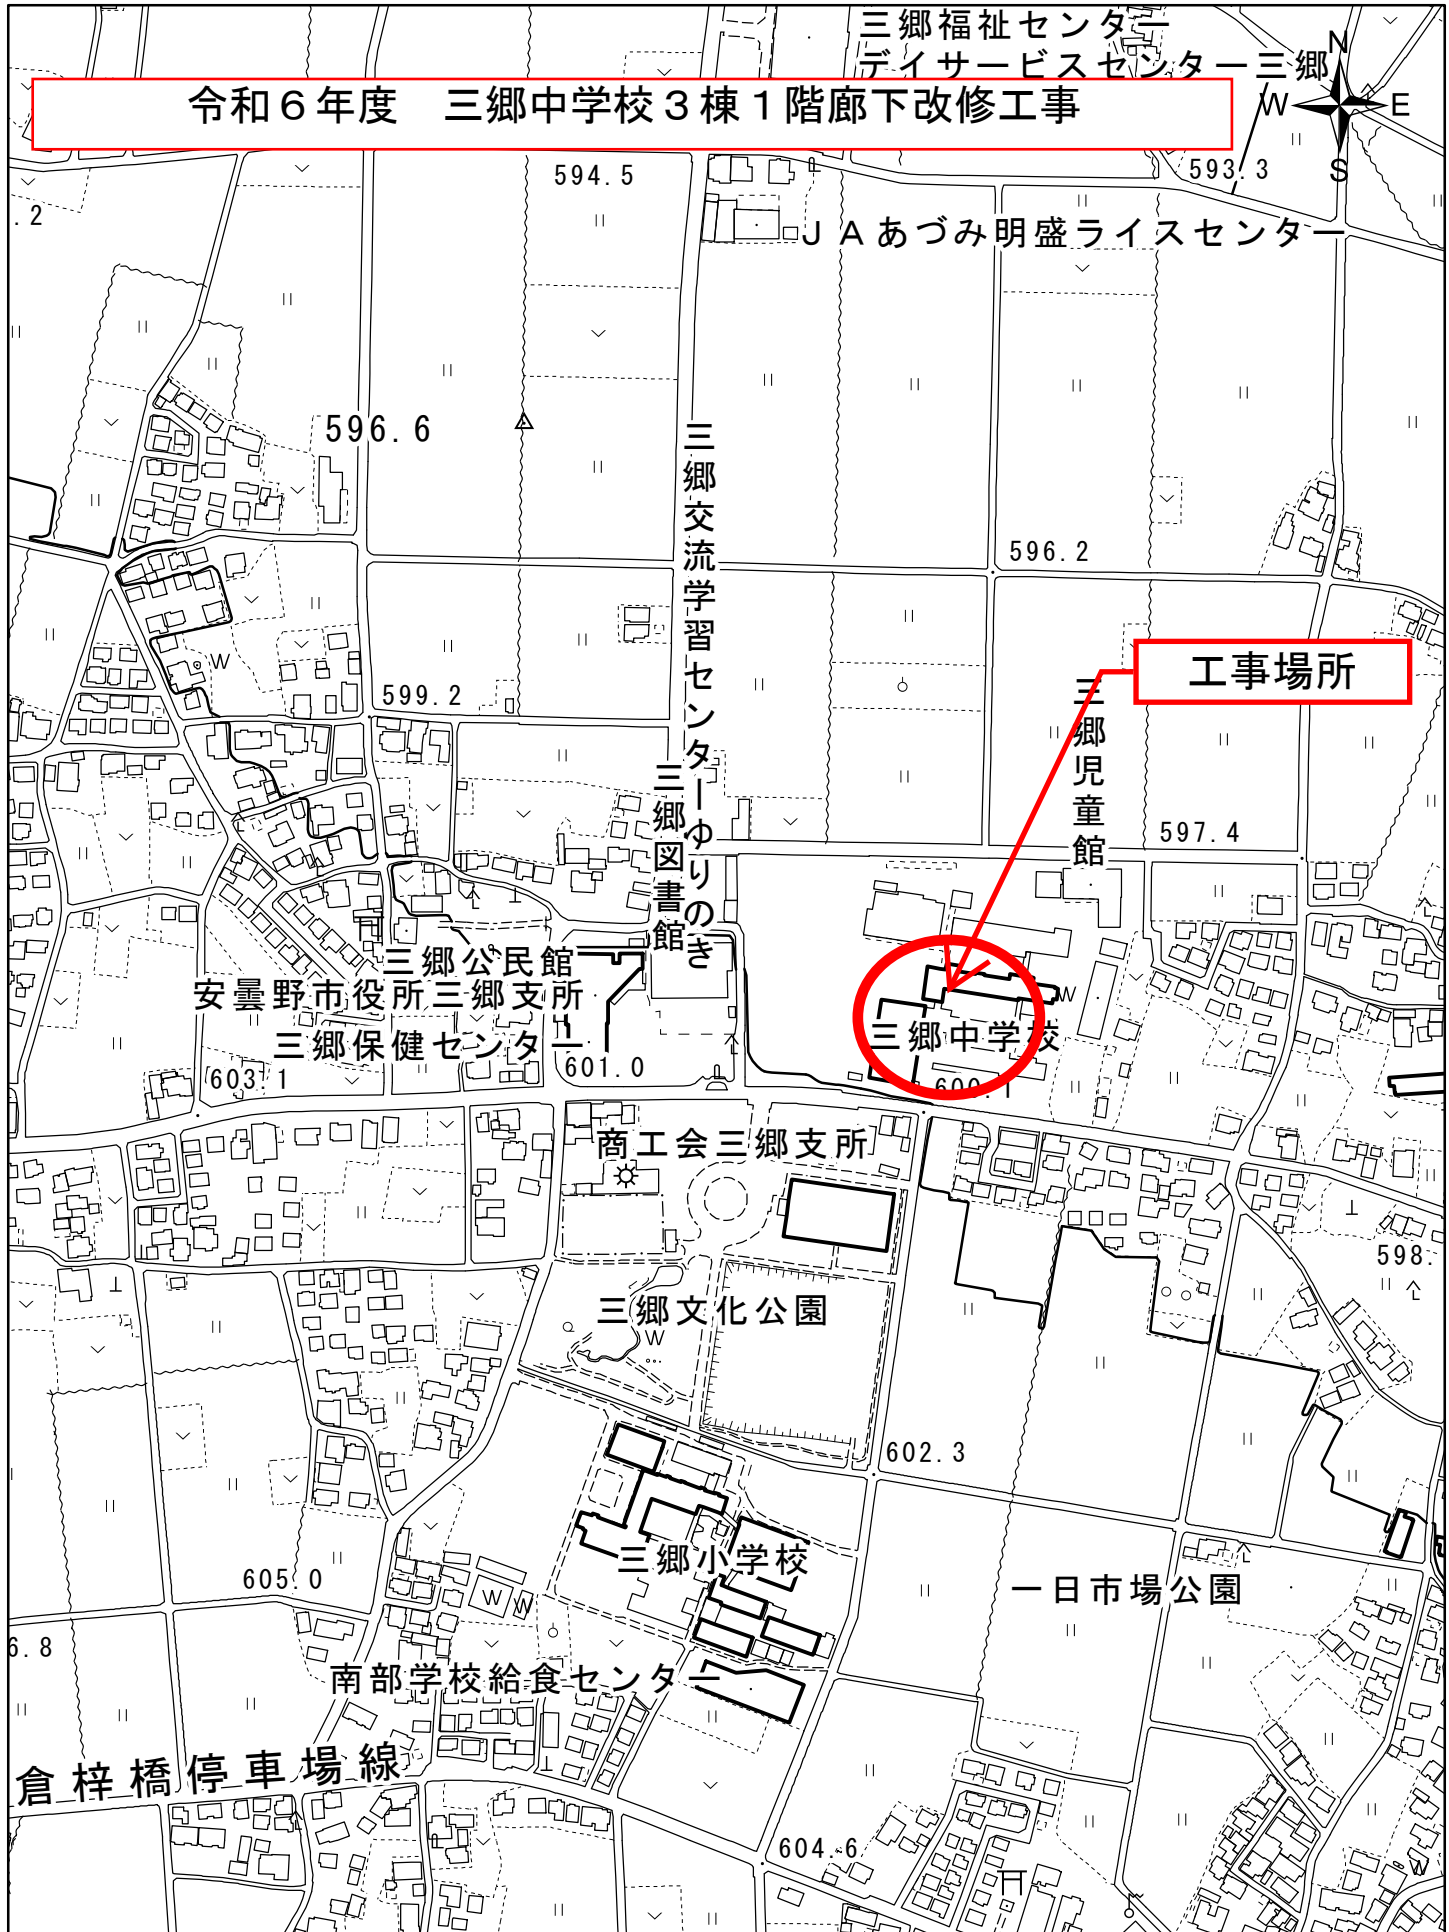 三郷福祉センター
デイサービスセンター三郷
N
W
E
S
令和６年度　三郷中学校３棟１階廊下改修工事
594.5
593.3
.2
ＪＡあづみ明盛ライスセンター
596.6
三郷交流学習センターゆりのき
596.2
工事場所
W
599.2
三郷児童館
三郷図書館
597.4
三郷公民館
安曇野市役所三郷支所
三郷保健センター
W
三郷中学校
601.0
603.1
600.1
商工会三郷支所
598.
三郷文化公園
W
602.3
三郷小学校
605.0
一日市場公園
W
W
6.8
南部学校給食センター
倉梓橋停車場線
604.6
W